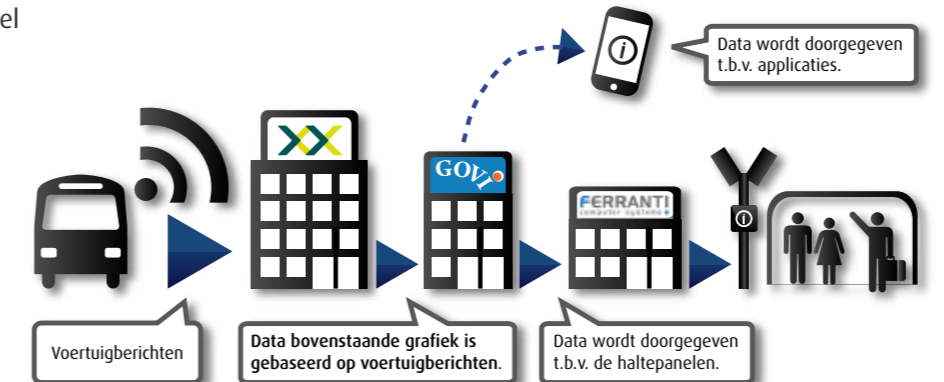 el
Data wordt doorgegeven
t.b.v. applicaties.
GOVI
FERRANTI
computer systems
Voertuigberichten
Data bovenstaande grafiek is
gebaseerd op voertuigberichten.
Data wordt doorgegeven
t.b.v. de haltepanelen.